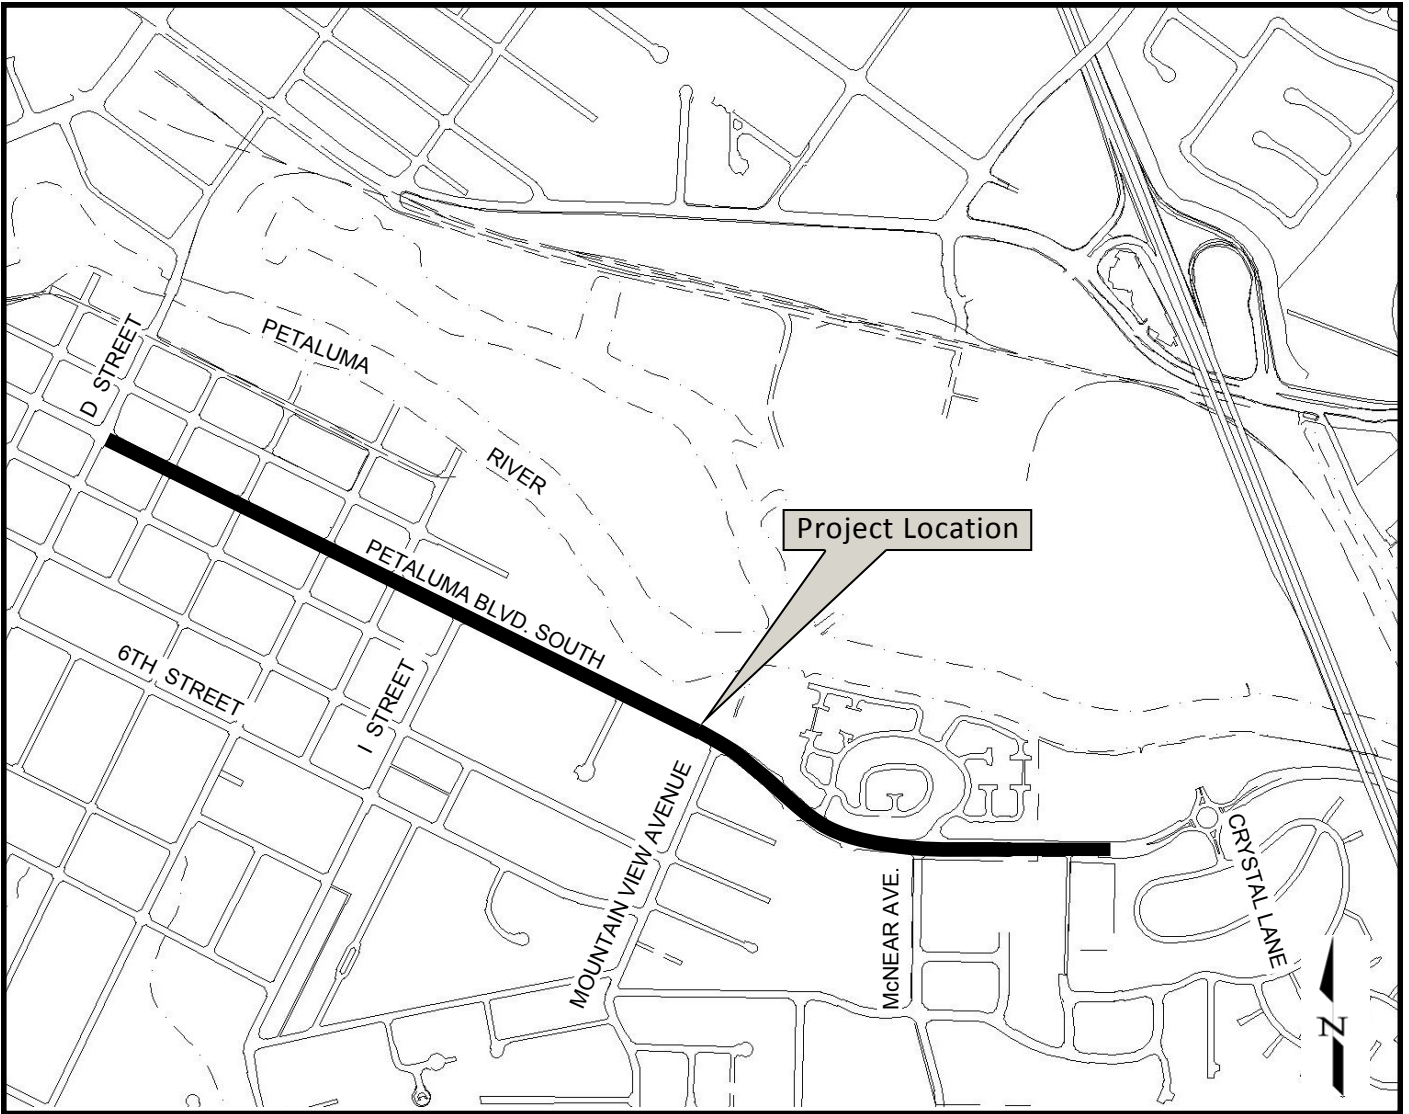 PETALUMA
D STREET
RIVER
Project Location
PETALUMA BLVD. SOUTH
6TH STREET
I STREET
MOUNTAIN VIEW AVENUE
McNEAR AVE.
CRYSTAL LANE
N